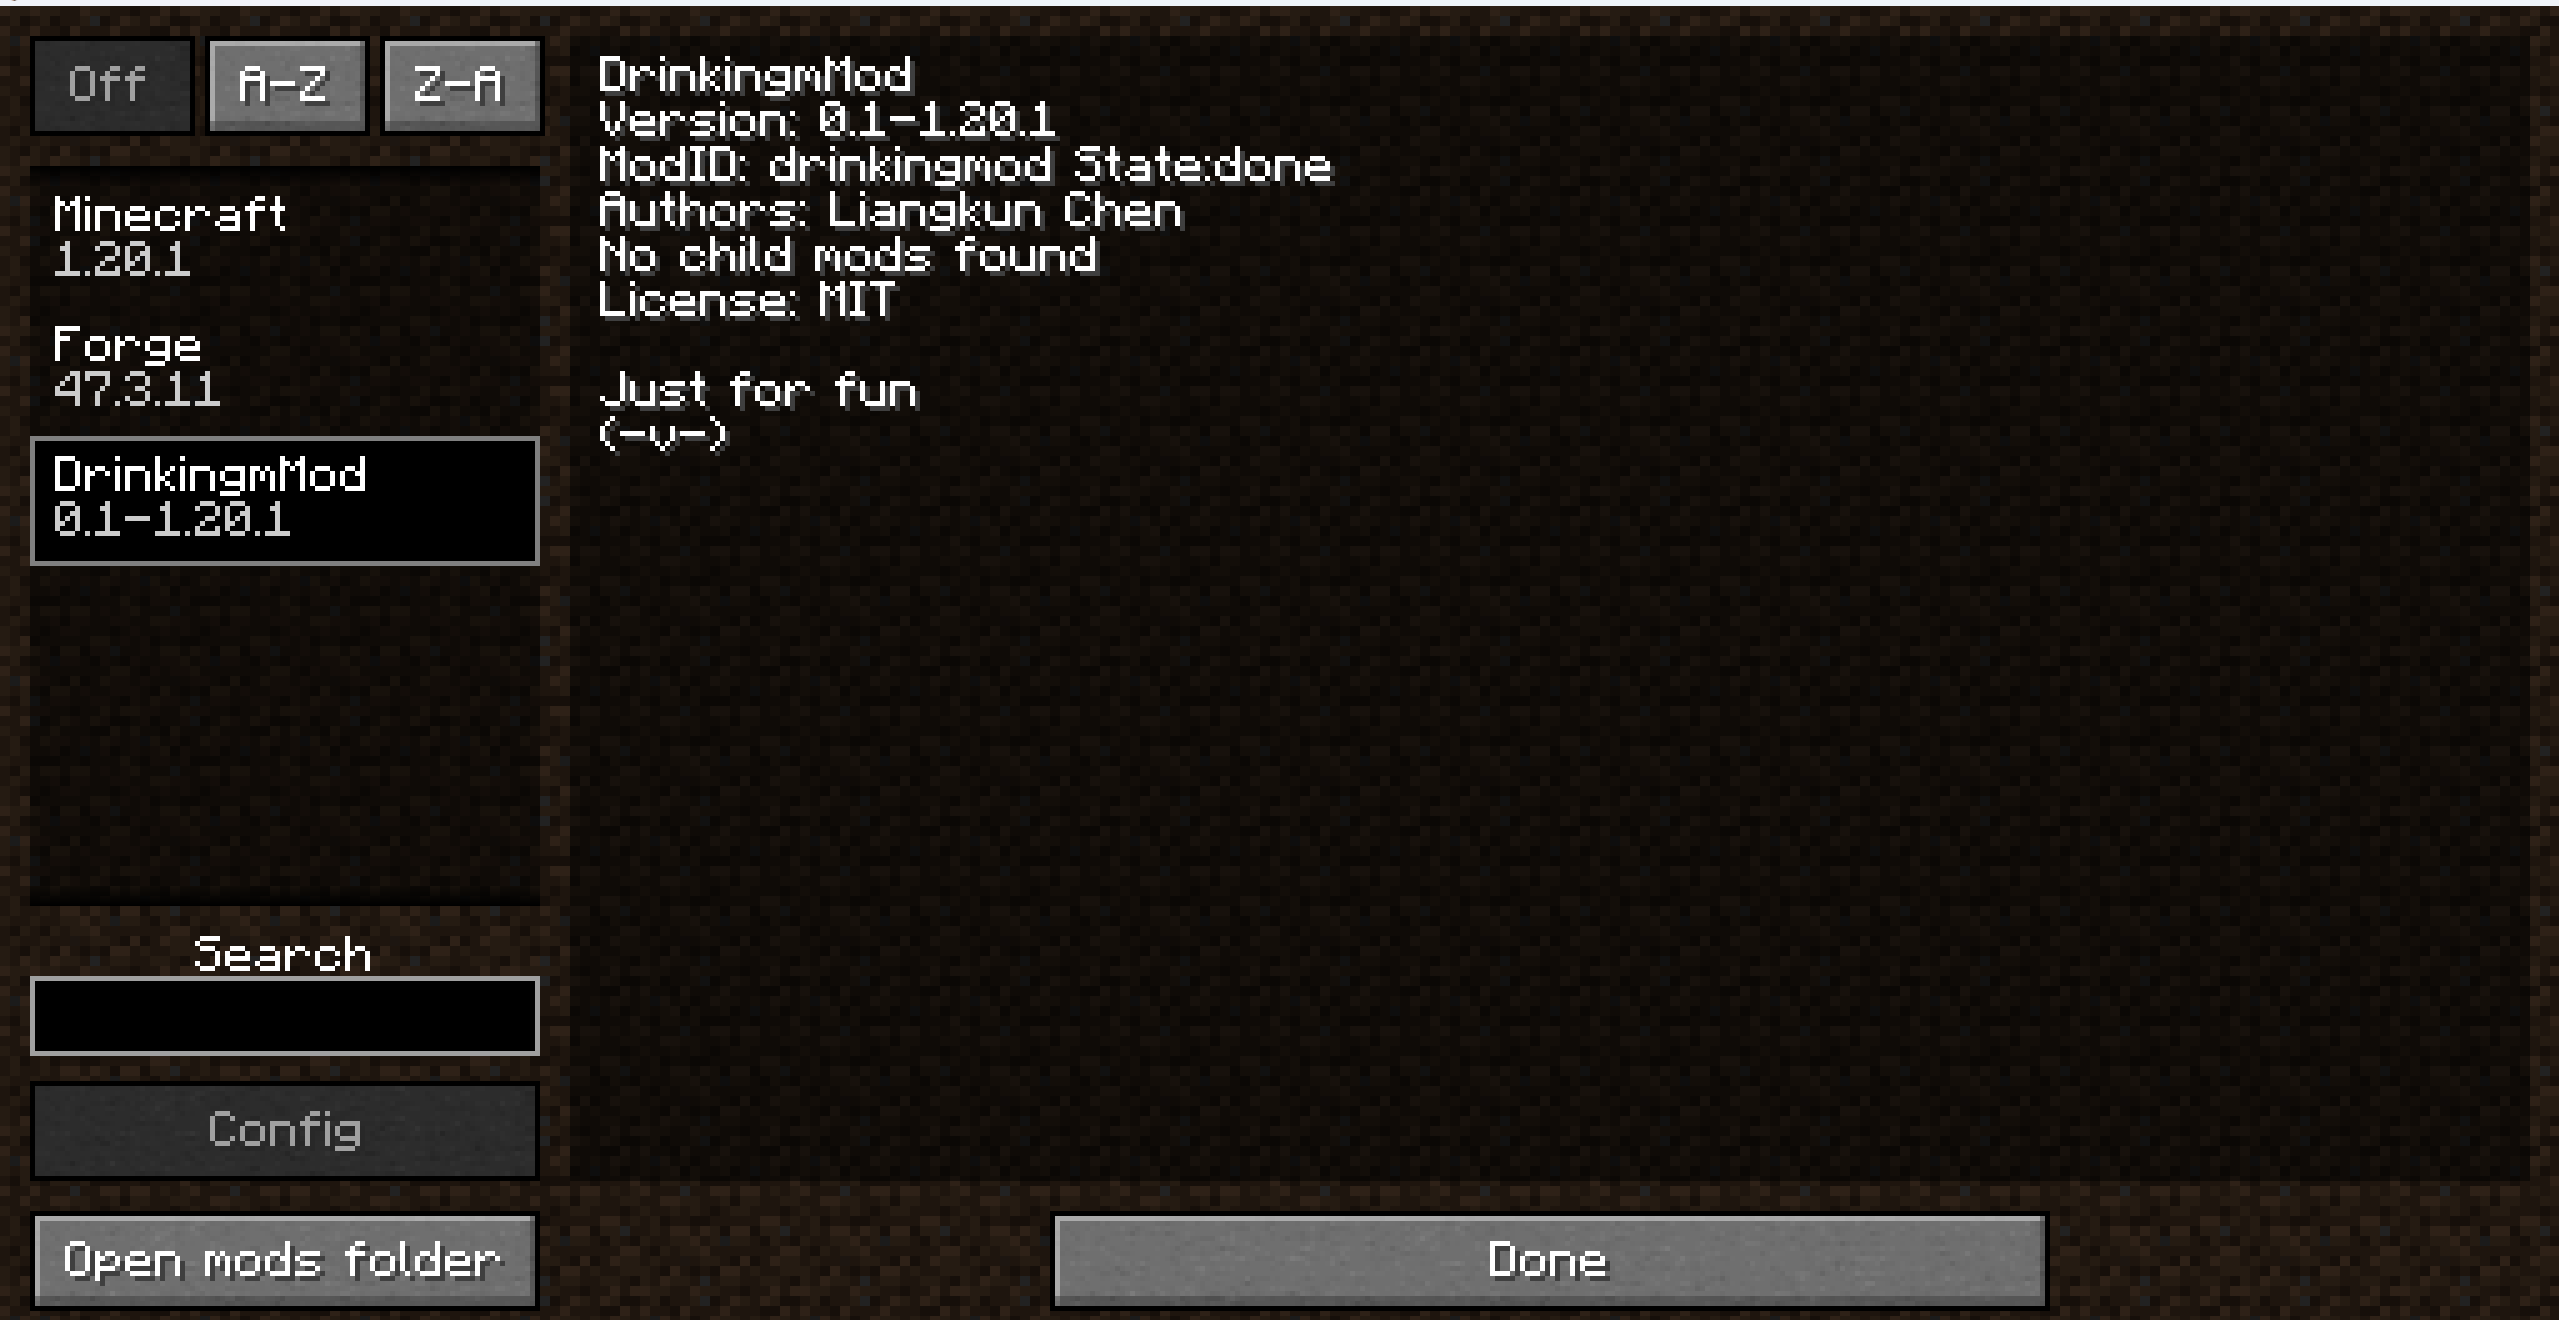 Off
A-Z
Z-A
Minecraft
1.20.1
Forge
47.3.11
DrinkingmMod
0.1-1.20.1
Search
Config
Open mods folder
DrinkingmMod
Version: 0.1-1.20.1
ModID: drinkingmod State:done
Authors: Liangkun Chen
No child mods found
License: MIT
Just for fun
(-v-)
Done